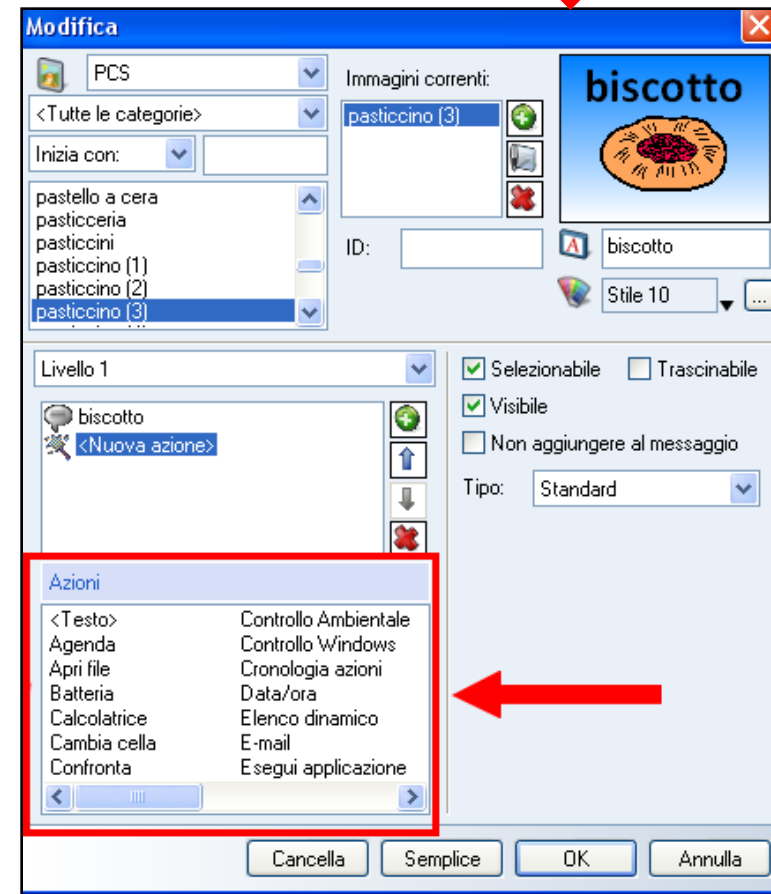 Modifica
PCS
<Tutte le categorie>
Inizia con:
pastello a cera
pasticceria
pasticcini
pasticcino (1)
pasticcino (2)
pasticcino (3)
Immagini correnti:
pasticcino (3)
ID:
biscotto
A
biscotto
Stile 10
...
Livello 1
biscotto
<Nuova azione>
Selezionabile
Trascinabile
Visibile
Non aggiungere al messaggio
Tipo:
Standard
Azioni
<Testo>
Agenda
Apri file
Batteria
Calcolatrice
Cambia cella
Confronta
Controllo Ambientale
Controllo Windows
Cronologia azioni
Data/ora
Elenco dinamico
E-mail
Esegui applicazione
Cancella
Semplice
OK
Annulla